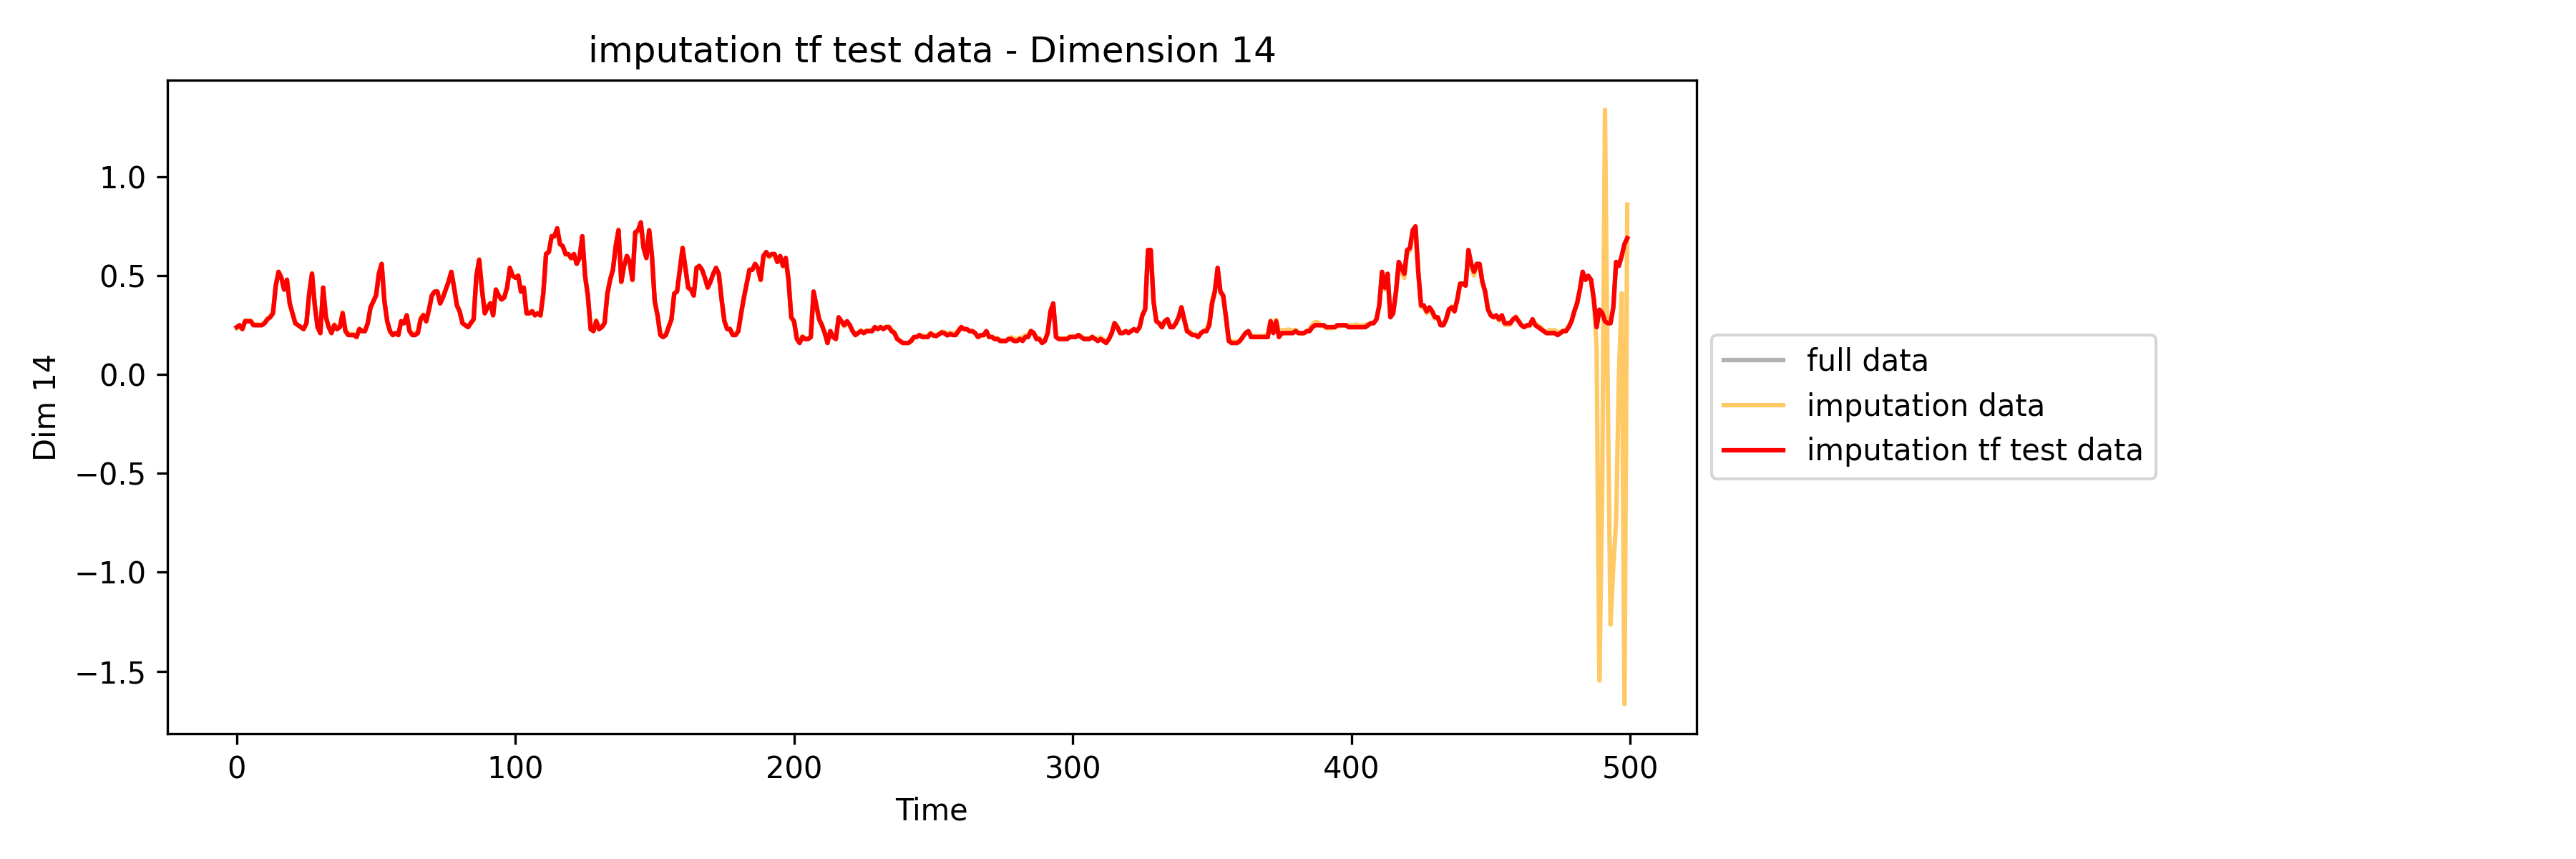 imputation tf test data - Dimension 14
1.0
0.5
0.0
−0.5
−1.0
−1.5
Dim 14
0 100 200 300 400 500
Time
full data
imputation data
imputation tf test data